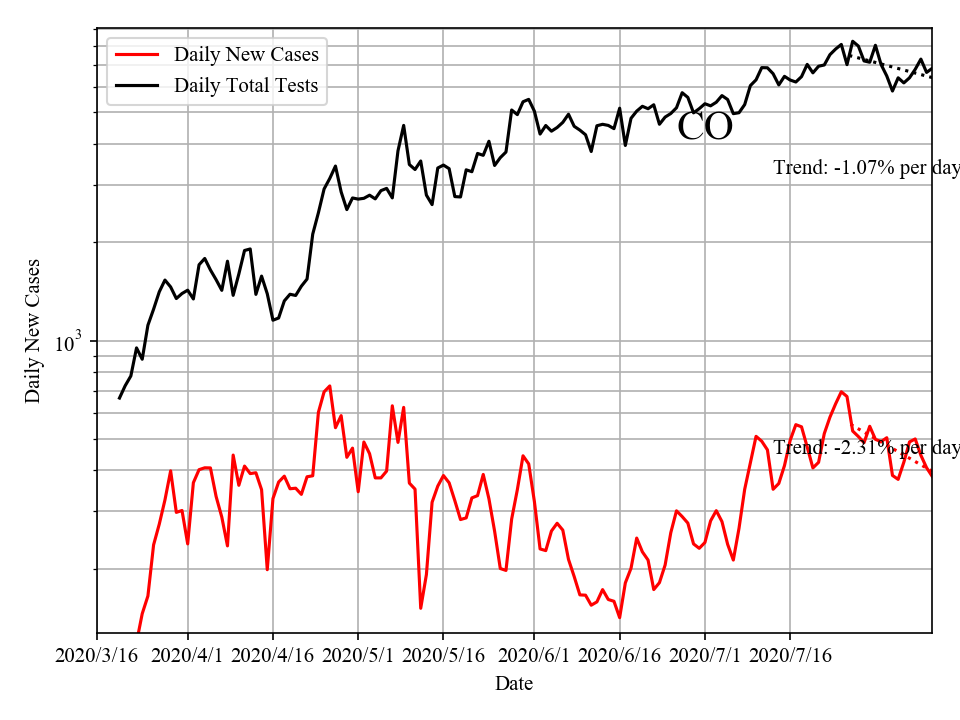 Daily New Cases
Daily Total Tests
CO
Trend: -1.07% per day
Trend: -2.31% per day
Daily New Cases
10^3
2020/3/16 2020/4/1 2020/4/16 2020/5/1 2020/5/16 2020/6/1 2020/6/16 2020/7/1 2020/7/16
Date